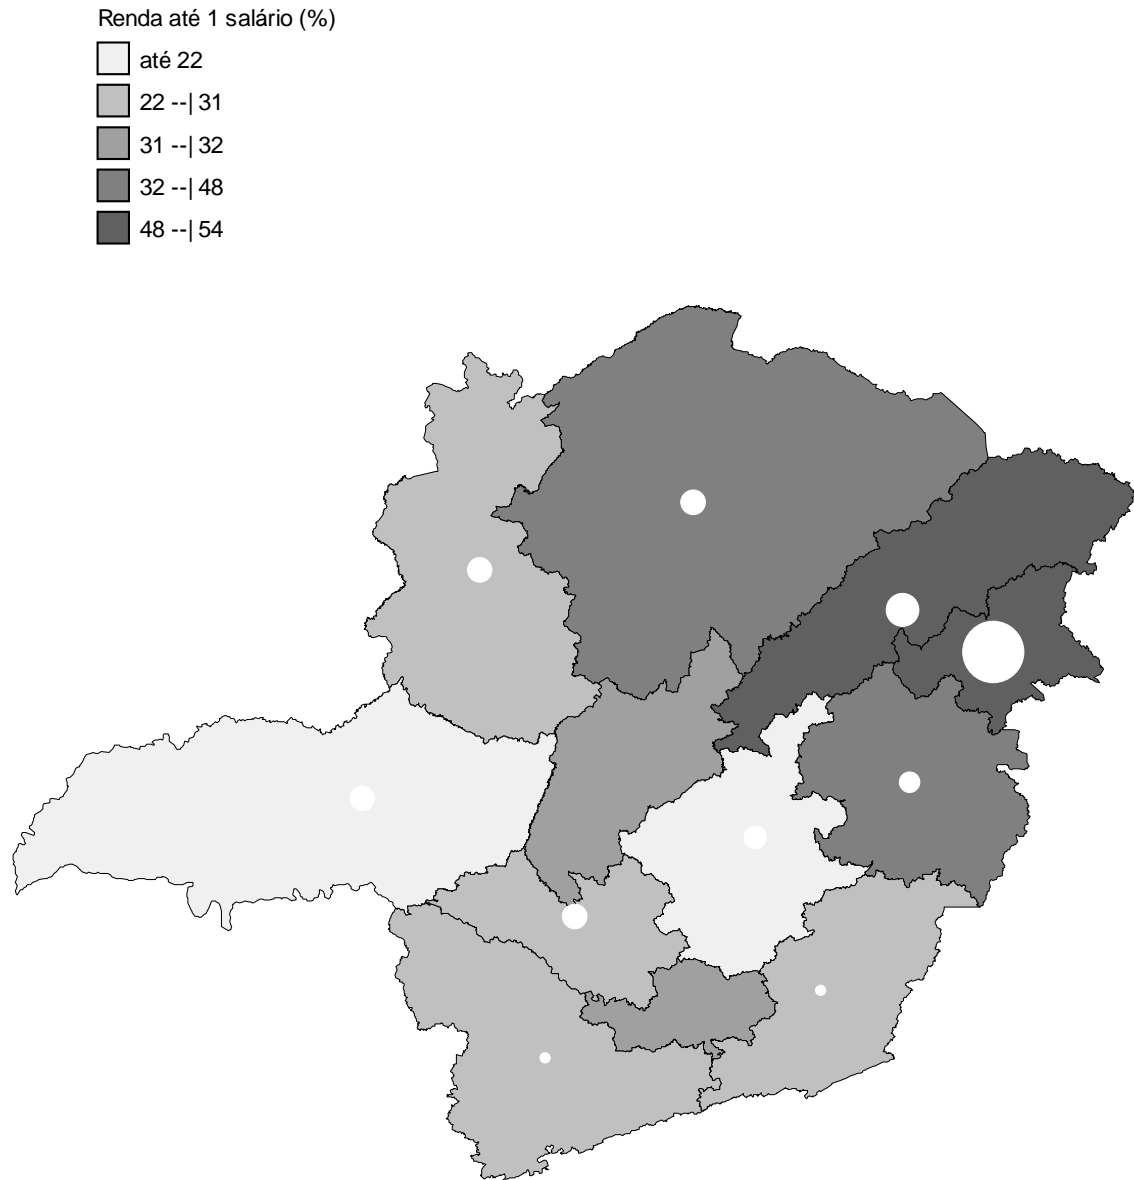 Renda até 1 salário (%)
até 22
22 --| 31
31 --| 32
32 --| 48
48 --| 54